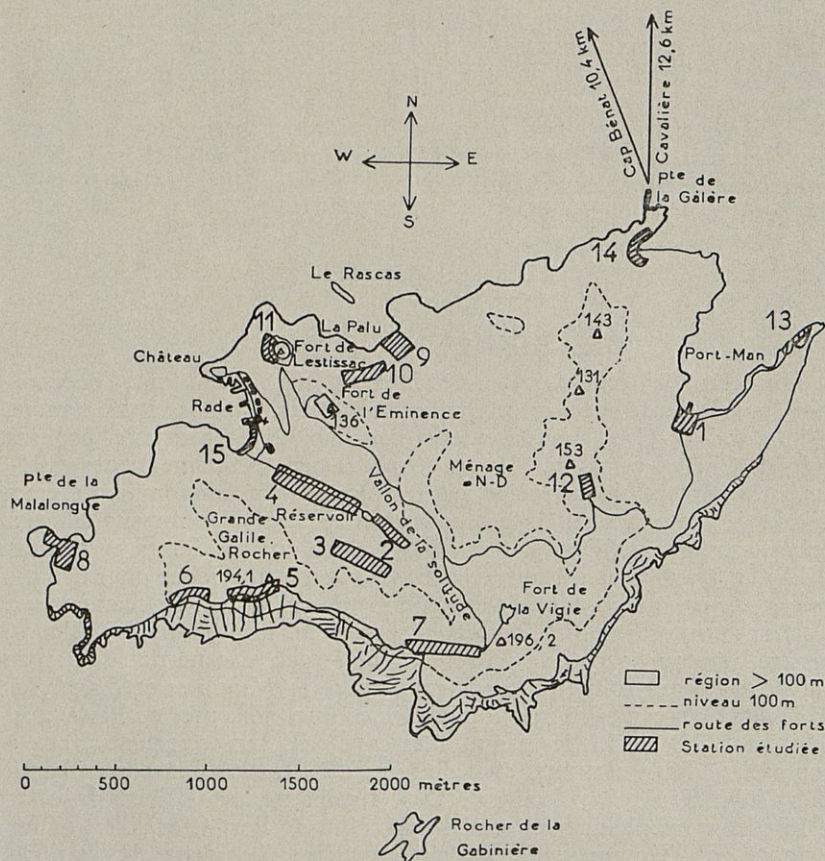 Cap Bénat 10,4 km
Cavalière 12,6 km
N
W
E
S
Pte de
la Galère
14
Le Rascas
La Palu
11
Fort de
Lestissac
9
10
143
13
Port-Man
Château
131
Rade
Fort de
l'Eminence
136
1
15
153
Pte de la
Malalongue
Ménage
N-D
12
4
Vallon de la solitude
Réservoir
Grande
Galile.
Rocher
2
3
8
6
194,1
5
Fort de
la Vigie
7
196,2
région > 100 m
niveau 100 m
route des forts
Station étudiée
0 500 1000 1500 2000 mètres
Rocher de la
Gabinière